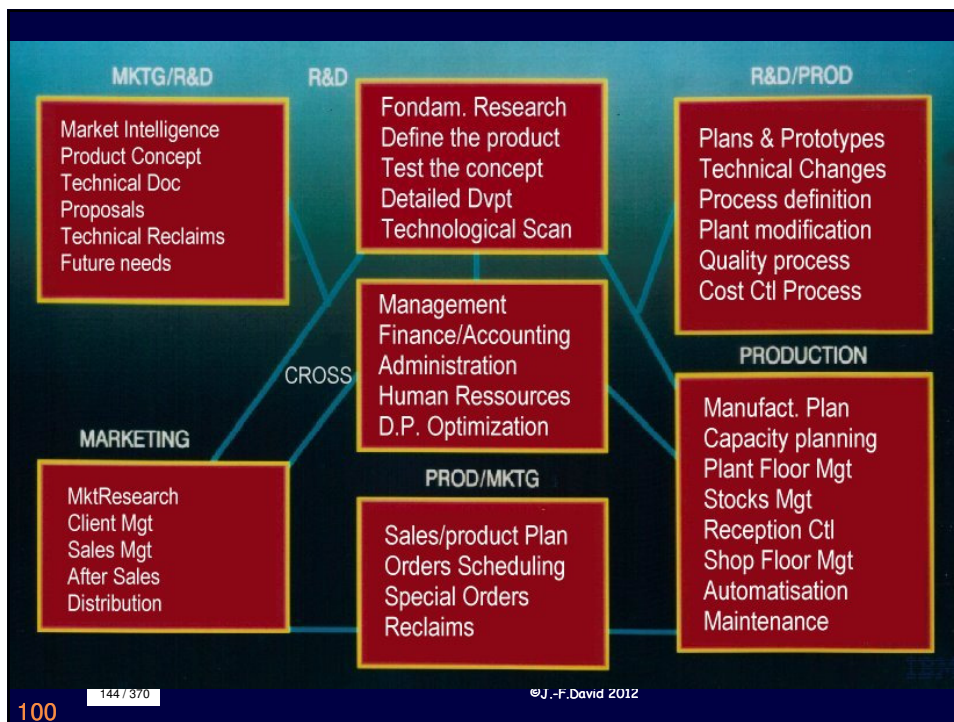 MKTG/R&D
Market Intelligence
Product Concept
Technical Doc
Proposals
Technical Reclaims
Future needs
R&D
Fondam. Research
Define the product
Test the concept
Detailed Dvpt
Technological Scan
R&D/PROD
Plans & Prototypes
Technical Changes
Process definition
Plant modification
Quality process
Cost Ctl Process
CROSS
Management
Finance/Accounting
Administration
Human Ressources
D.P. Optimization
MARKETING
MktResearch
Client Mgt
Sales Mgt
After Sales
Distribution
PROD/MKTG
Sales/product Plan
Orders Scheduling
Special Orders
Reclaims
PRODUCTION
Manufact. Plan
Capacity planning
Plant Floor Mgt
Stocks Mgt
Reception Ctl
Shop Floor Mgt
Automatisation
Maintenance
IBM
144 / 370
©J.-F.David 2012
100